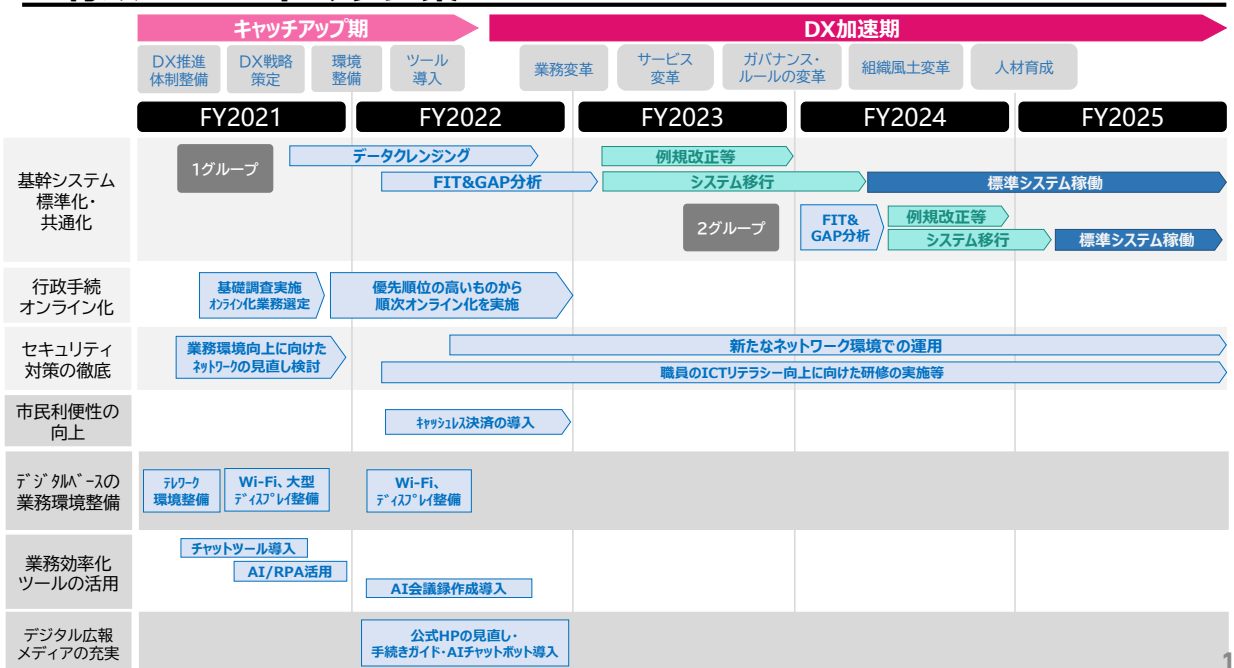 キャッチアップ期
DX加速期
DX推進
体制整備
DX戦略
策定
環境
整備
ツール
導入
業務変革
サービス
変革
ガバナンス・
ルールの変革
組織風土変革
人材育成
FY2021
FY2022
FY2023
FY2024
FY2025
基幹システム
標準化・
共通化
1グループ
データクレンジング
FIT&GAP分析
例規改正等
システム移行
標準システム稼働
2グループ
FIT&
GAP分析
例規改正等
システム移行
標準システム稼働
行政手続
オンライン化
基礎調査実施
ｵﾝﾗｲﾝ化業務選定
優先順位の高いものから
順次オンライン化を実施
セキュリティ
対策の徹底
業務環境向上に向けた
ﾈｯﾄﾜｰｸの見直し検討
新たなネットワーク環境での運用
職員のICTリテラシー向上に向けた研修の実施等
市民利便性の
向上
ｷｬｯｼｭﾚｽ決済の導入
ﾃﾞｼﾞﾀﾙﾍﾞｰｽの
業務環境整備
ﾃﾚﾜｰｸ
環境整備
Wi-Fi、大型
ﾃﾞｨｽﾌﾟﾚｲ整備
Wi-Fi、
ﾃﾞｨｽﾌﾟﾚｲ整備
業務効率化
ツールの活用
チャットツール導入
AI/RPA活用
AI会議録作成導入
デジタル広報
メディアの充実
公式HPの見直し・
手続きガイド・AIチャットボット導入